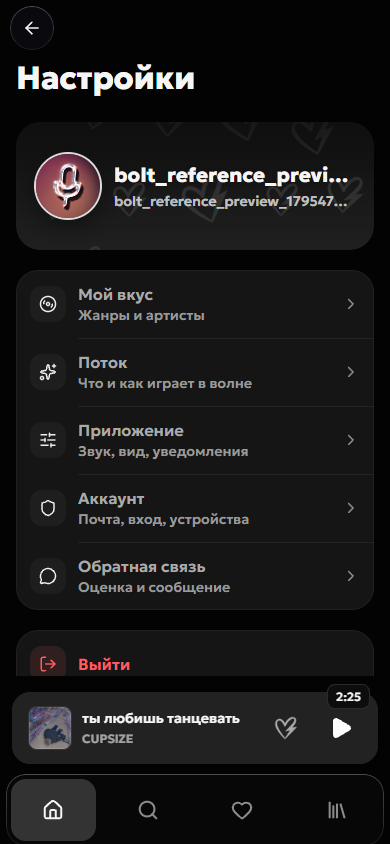 Настройки
bolt_reference_previ...
bolt_reference_preview_179547...
Мой вкус
Жанры и артисты
Поток
Что и как играет в волне
Приложение
Звук, вид, уведомления
Аккаунт
Почта, вход, устройства
Обратная связь
Оценка и сообщение
Выйти
2:25
ты любишь танцевать
CUPSIZE